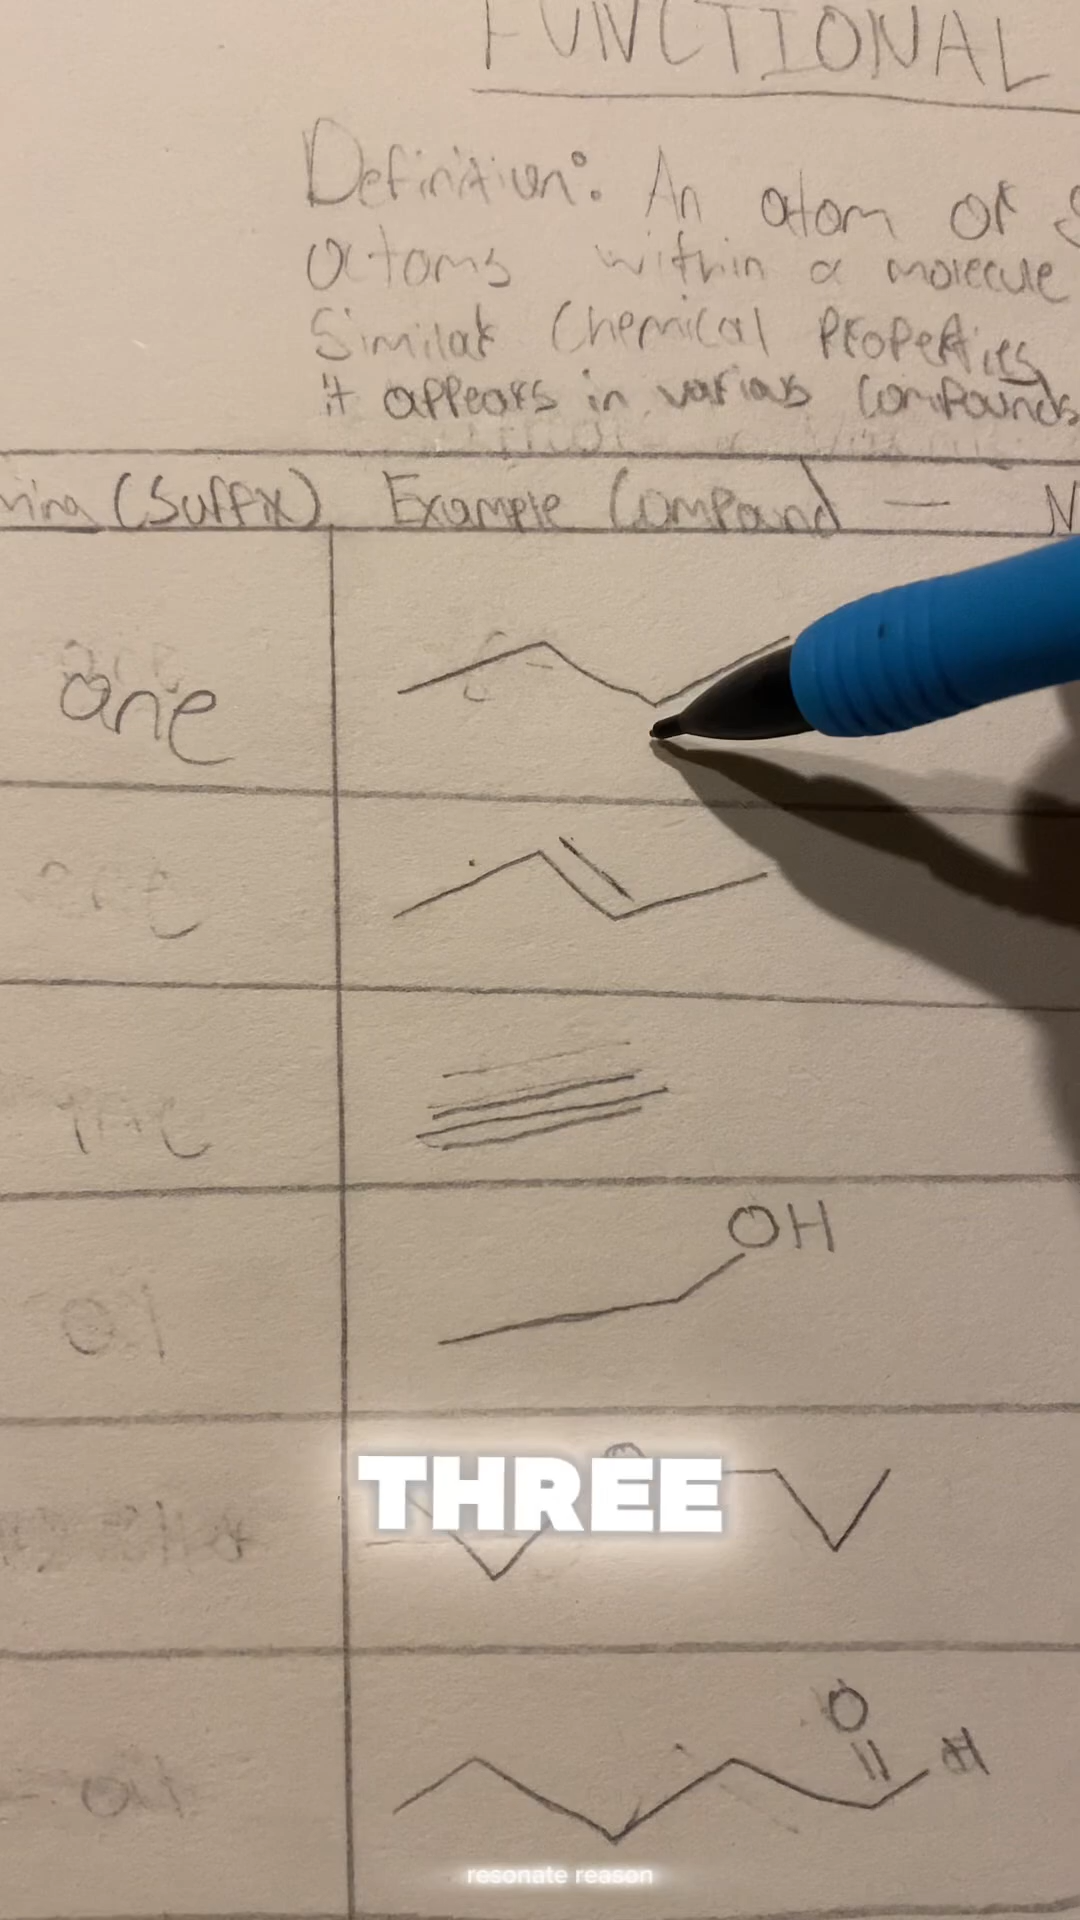 FUNCTIONAL
Definition: An atom or
atoms within a molecule
Similar Chemical Properties
it appears in various Compounds
(Suffix) Example Compound — N
ane
ene
yne
OH
ol
THREE
O
O
H
al
resonate reason